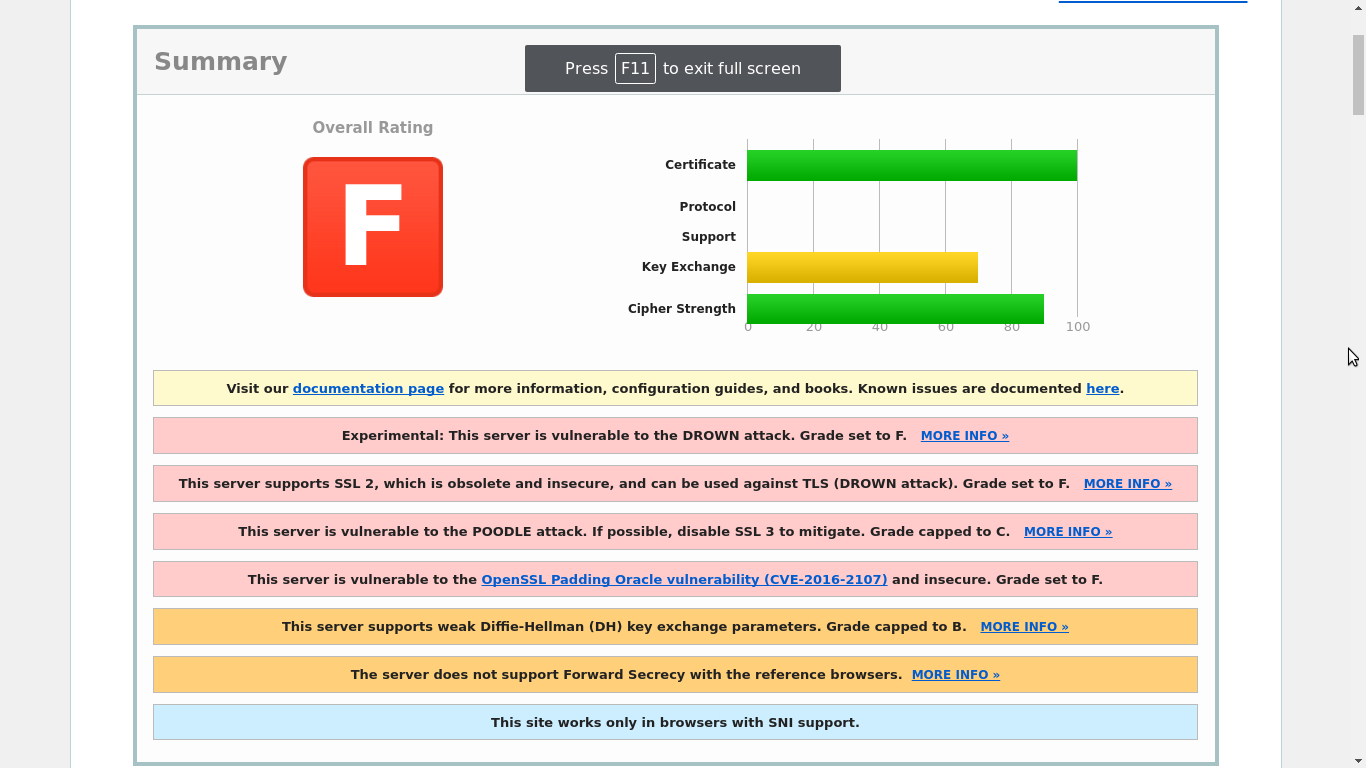 Summary
Press F11 to exit full screen
Overall Rating
F
Certificate
Protocol
Support
Key Exchange
Cipher Strength
0 20 40 60 80 100
Visit our documentation page for more information, configuration guides, and books. Known issues are documented here.
Experimental: This server is vulnerable to the DROWN attack. Grade set to F. MORE INFO »
This server supports SSL 2, which is obsolete and insecure, and can be used against TLS (DROWN attack). Grade set to F. MORE INFO »
This server is vulnerable to the POODLE attack. If possible, disable SSL 3 to mitigate. Grade capped to C. MORE INFO »
This server is vulnerable to the OpenSSL Padding Oracle vulnerability (CVE-2016-2107) and insecure. Grade set to F.
This server supports weak Diffie-Hellman (DH) key exchange parameters. Grade capped to B. MORE INFO »
The server does not support Forward Secrecy with the reference browsers. MORE INFO »
This site works only in browsers with SNI support.